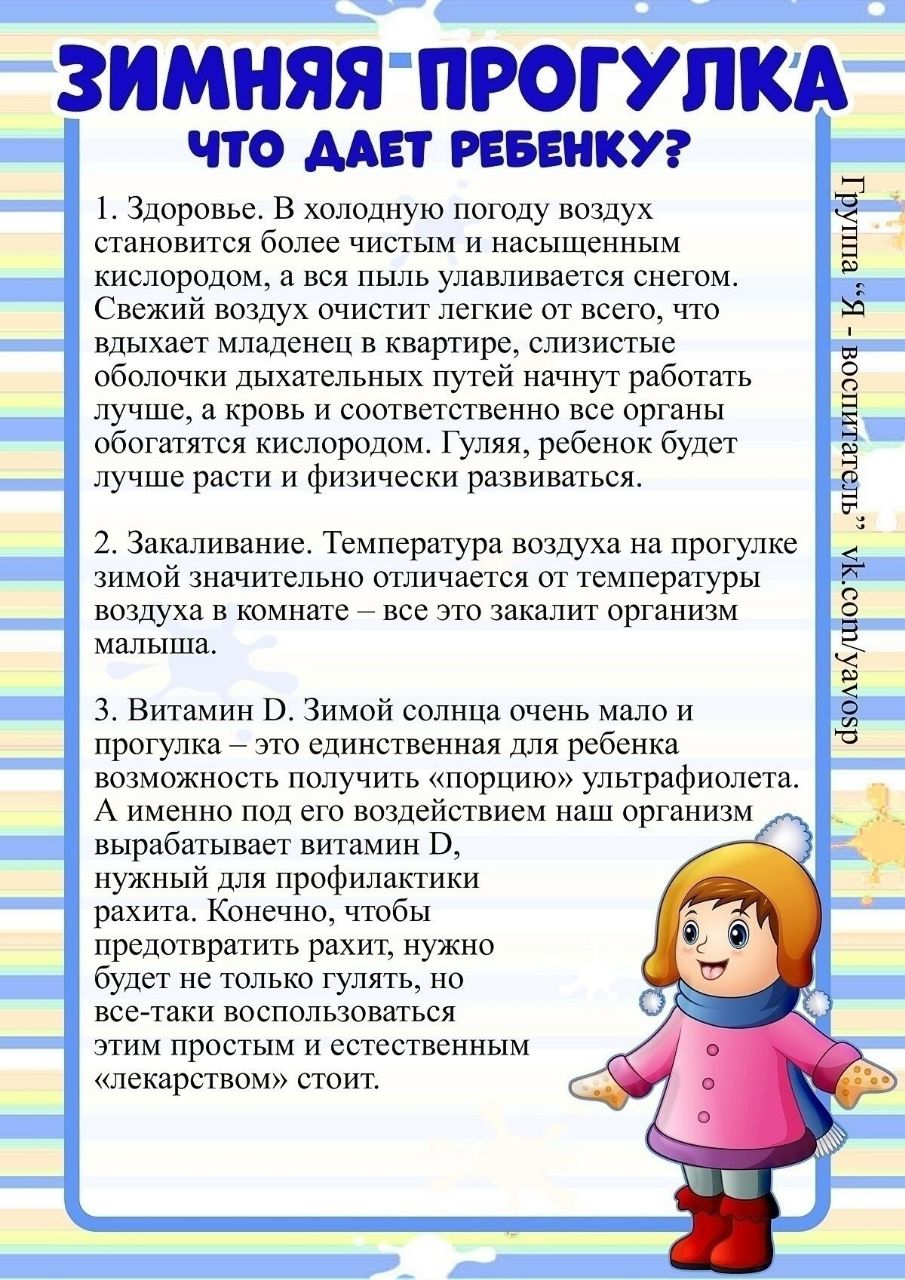 ЗИМНЯЯ ПРОГУЛКА
ЧТО ДАЕТ РЕБЕНКУ?
1. Здоровье. В холодную погоду воздух
становится более чистым и насыщенным
кислородом, а вся пыль улавливается снегом.
Свежий воздух очистит легкие от всего, что
вдыхает младенец в квартире, слизистые
оболочки дыхательных путей начнут работать
лучше, а кровь и соответственно все органы
обогатятся кислородом. Гуляя, ребенок будет
лучше расти и физически развиваться.
2. Закаливание. Температура воздуха на прогулке
зимой значительно отличается от температуры
воздуха в комнате – все это закалит организм
малыша.
3. Витамин D. Зимой солнца очень мало и
прогулка – это единственная для ребенка
возможность получить «порцию» ультрафиолета.
А именно под его воздействием наш организм
вырабатывает витамин D,
нужный для профилактики
рахита. Конечно, чтобы
предотвратить рахит, нужно
будет не только гулять, но
все-таки воспользоваться
этим простым и естественным
«лекарством» стоит.
Группа “Я - воспитатель” vk.com/yavosp